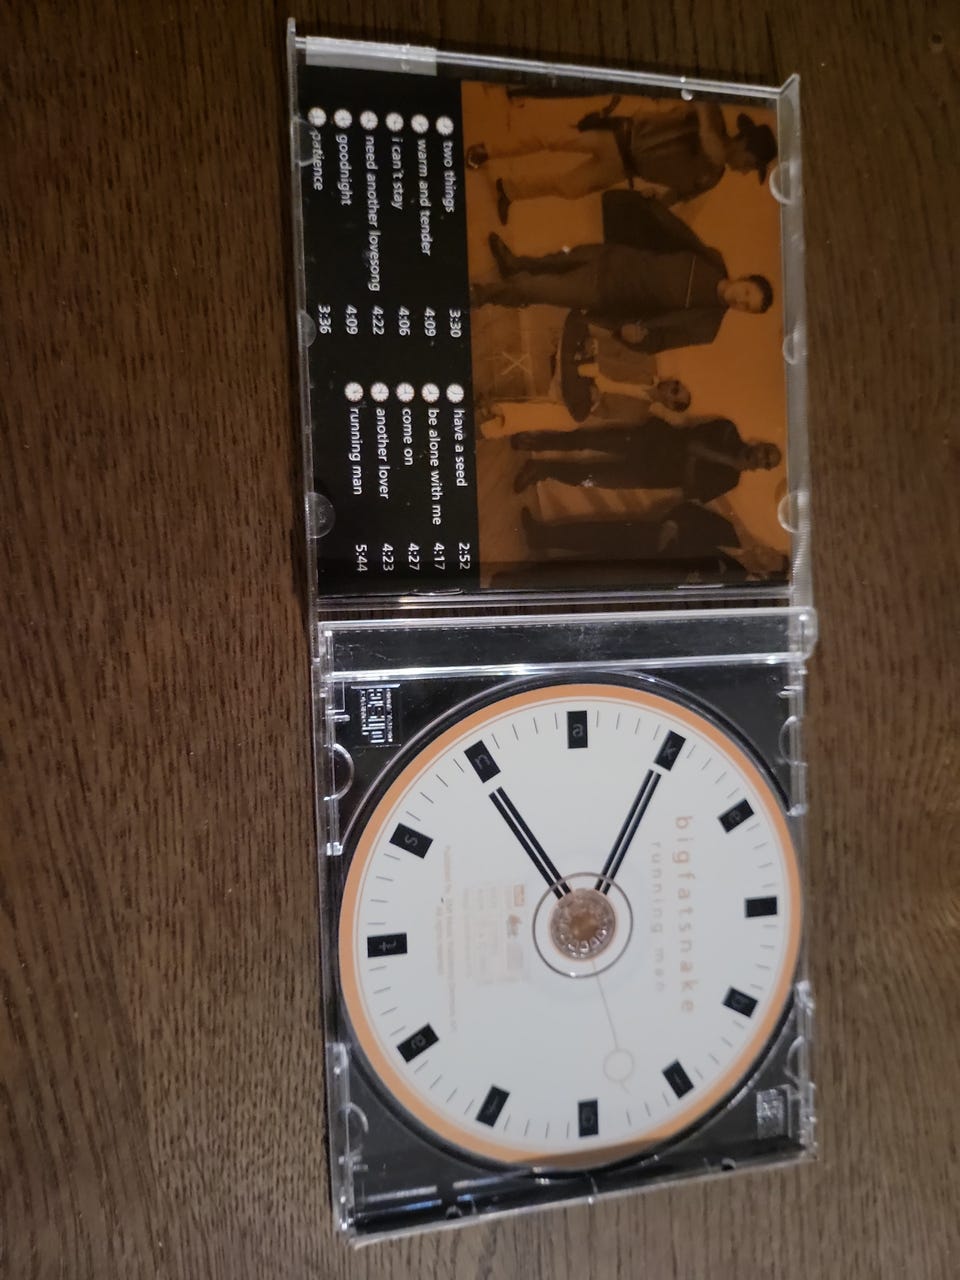 two things 3:30
warm and tender 4:09
i can't stay 4:06
need another lovesong 4:22
goodnight 4:09
patience 3:36
have a seed 2:52
be alone with me 4:17
come on 4:27
another lover 4:23
running man 5:44
bigfatsnake
running man
b
i
g
f
a
t
s
n
a
k
e